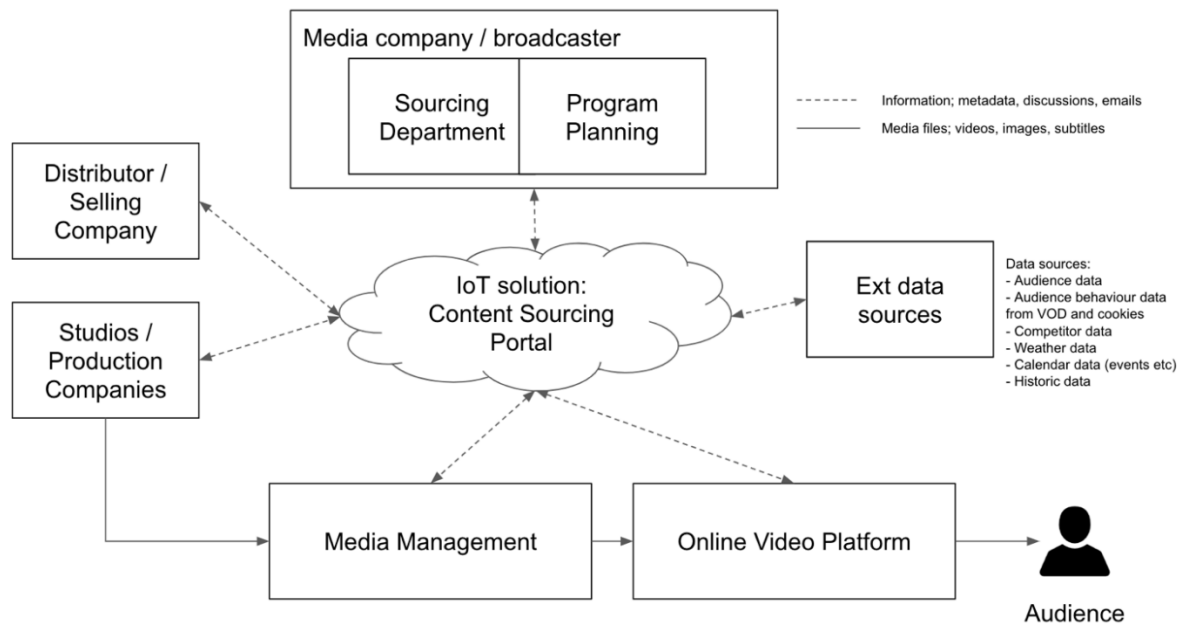 Media company / broadcaster
Sourcing
Department
Program
Planning
Information; metadata, discussions, emails
Media files; videos, images, subtitles
Distributor /
Selling
Company
IoT solution:
Content Sourcing
Portal
Ext data
sources
Data sources:
- Audience data
- Audience behaviour data
from VOD and cookies
- Competitor data
- Weather data
- Calendar data (events etc)
- Historic data
Studios /
Production
Companies
Media Management
Online Video Platform
Audience